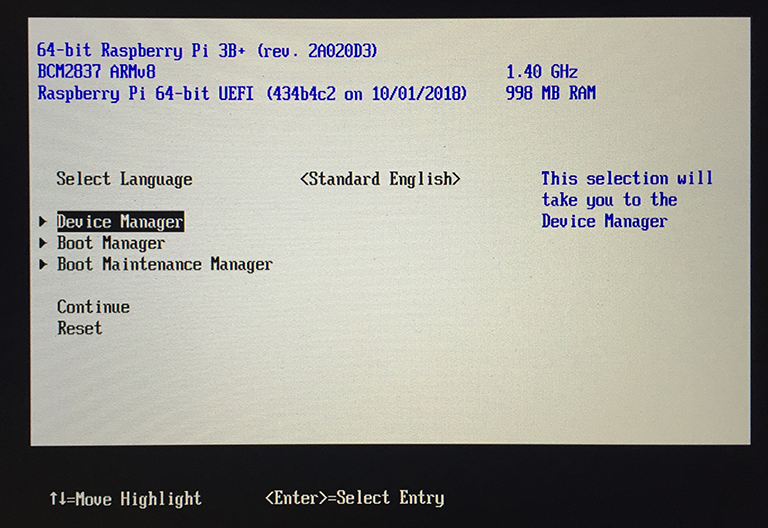 64-bit Raspberry Pi 3B+ (rev. 2A020D3)
BCM2837 ARMv8 1.40 GHz
Raspberry Pi 64-bit UEFI (434b4c2 on 10/01/2018) 998 MB RAM
Select Language <Standard English> This selection will
take you to the
▶ Device Manager Device Manager
▶ Boot Manager
▶ Boot Maintenance Manager
Continue
Reset
↑↓=Move Highlight <Enter>=Select Entry